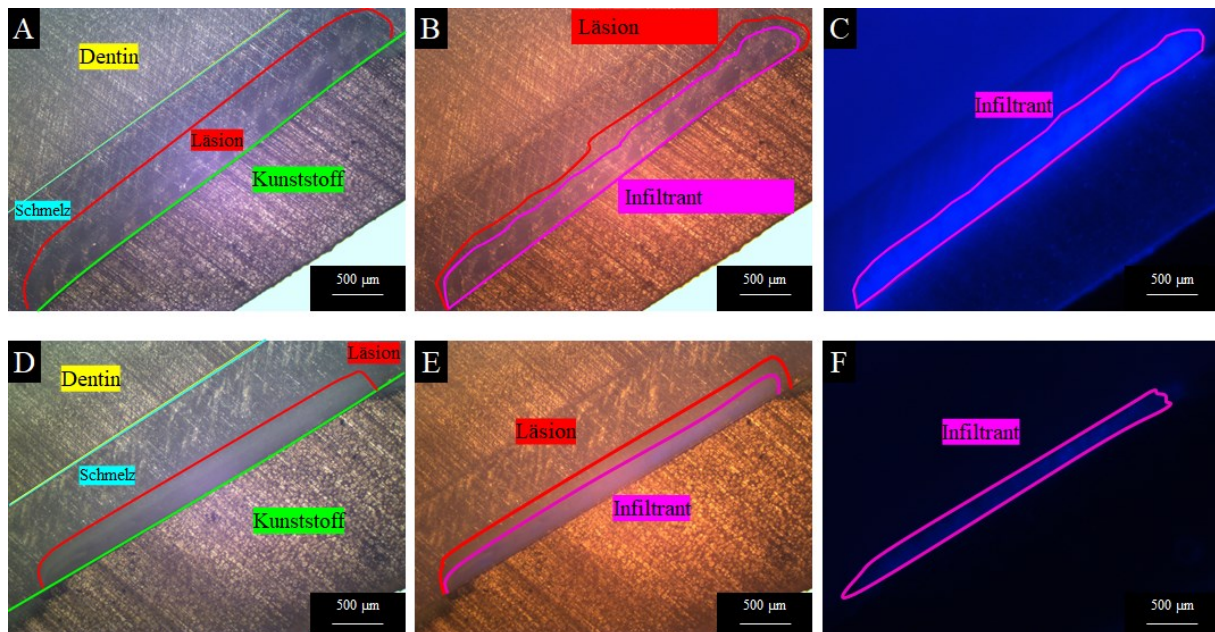 A
Dentin
Läsion
Kunststoff
Schmelz
500 µm
B
Läsion
Infiltrant
500 µm
C
Infiltrant
500 µm
D
Läsion
Dentin
Schmelz
Kunststoff
500 µm
E
Läsion
Infiltrant
500 µm
F
Infiltrant
500 µm